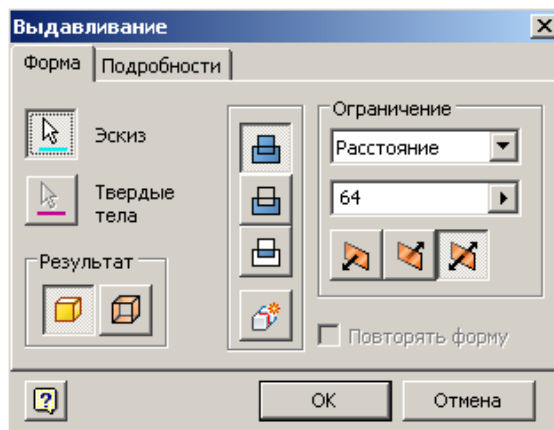 Выдавливание
Форма Подробности
Эскиз
Твердые
тела
Результат
Ограничение
Расстояние
64
Повторять форму
OK Отмена